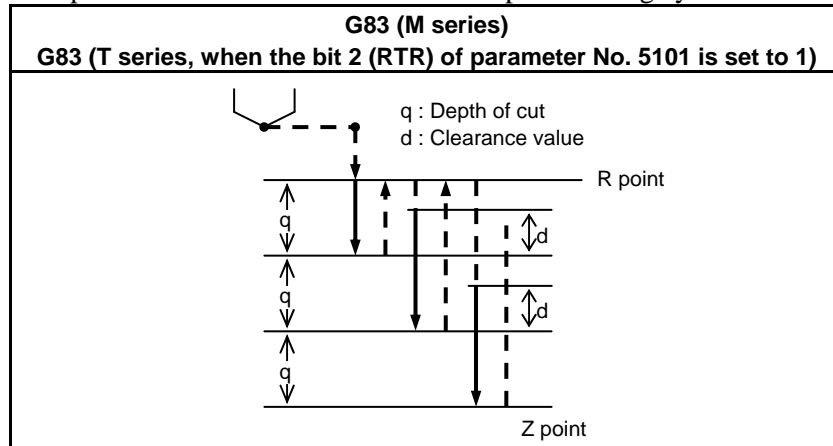 G83 (M series)
G83 (T series, when the bit 2 (RTR) of parameter No. 5101 is set to 1)
q : Depth of cut
d : Clearance value
R point
q
d
q
d
q
Z point